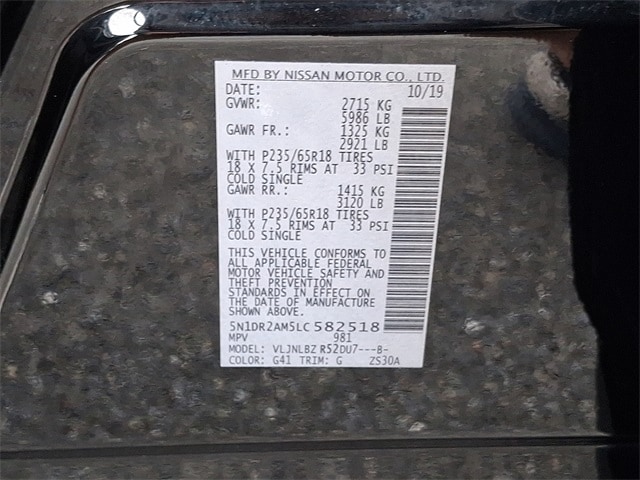 MFD BY NISSAN MOTOR CO., LTD.
DATE: 10/19
GVWR: 2715 KG
5986 LB
GAWR FR.: 1325 KG
2921 LB
WITH P235/65R18 TIRES
18 X 7.5 RIMS AT 33 PSI
COLD SINGLE
GAWR RR.: 1415 KG
3120 LB
WITH P235/65R18 TIRES
18 X 7.5 RIMS AT 33 PSI
COLD SINGLE
THIS VEHICLE CONFORMS TO
ALL APPLICABLE FEDERAL
MOTOR VEHICLE SAFETY AND
THEFT PREVENTION
STANDARDS IN EFFECT ON
THE DATE OF MANUFACTURE
SHOWN ABOVE.
5N1DR2AM5LC582518
MPV 981
MODEL: VLJNLBZ R52DU7---B-
COLOR: G41 TRIM: G ZS30A